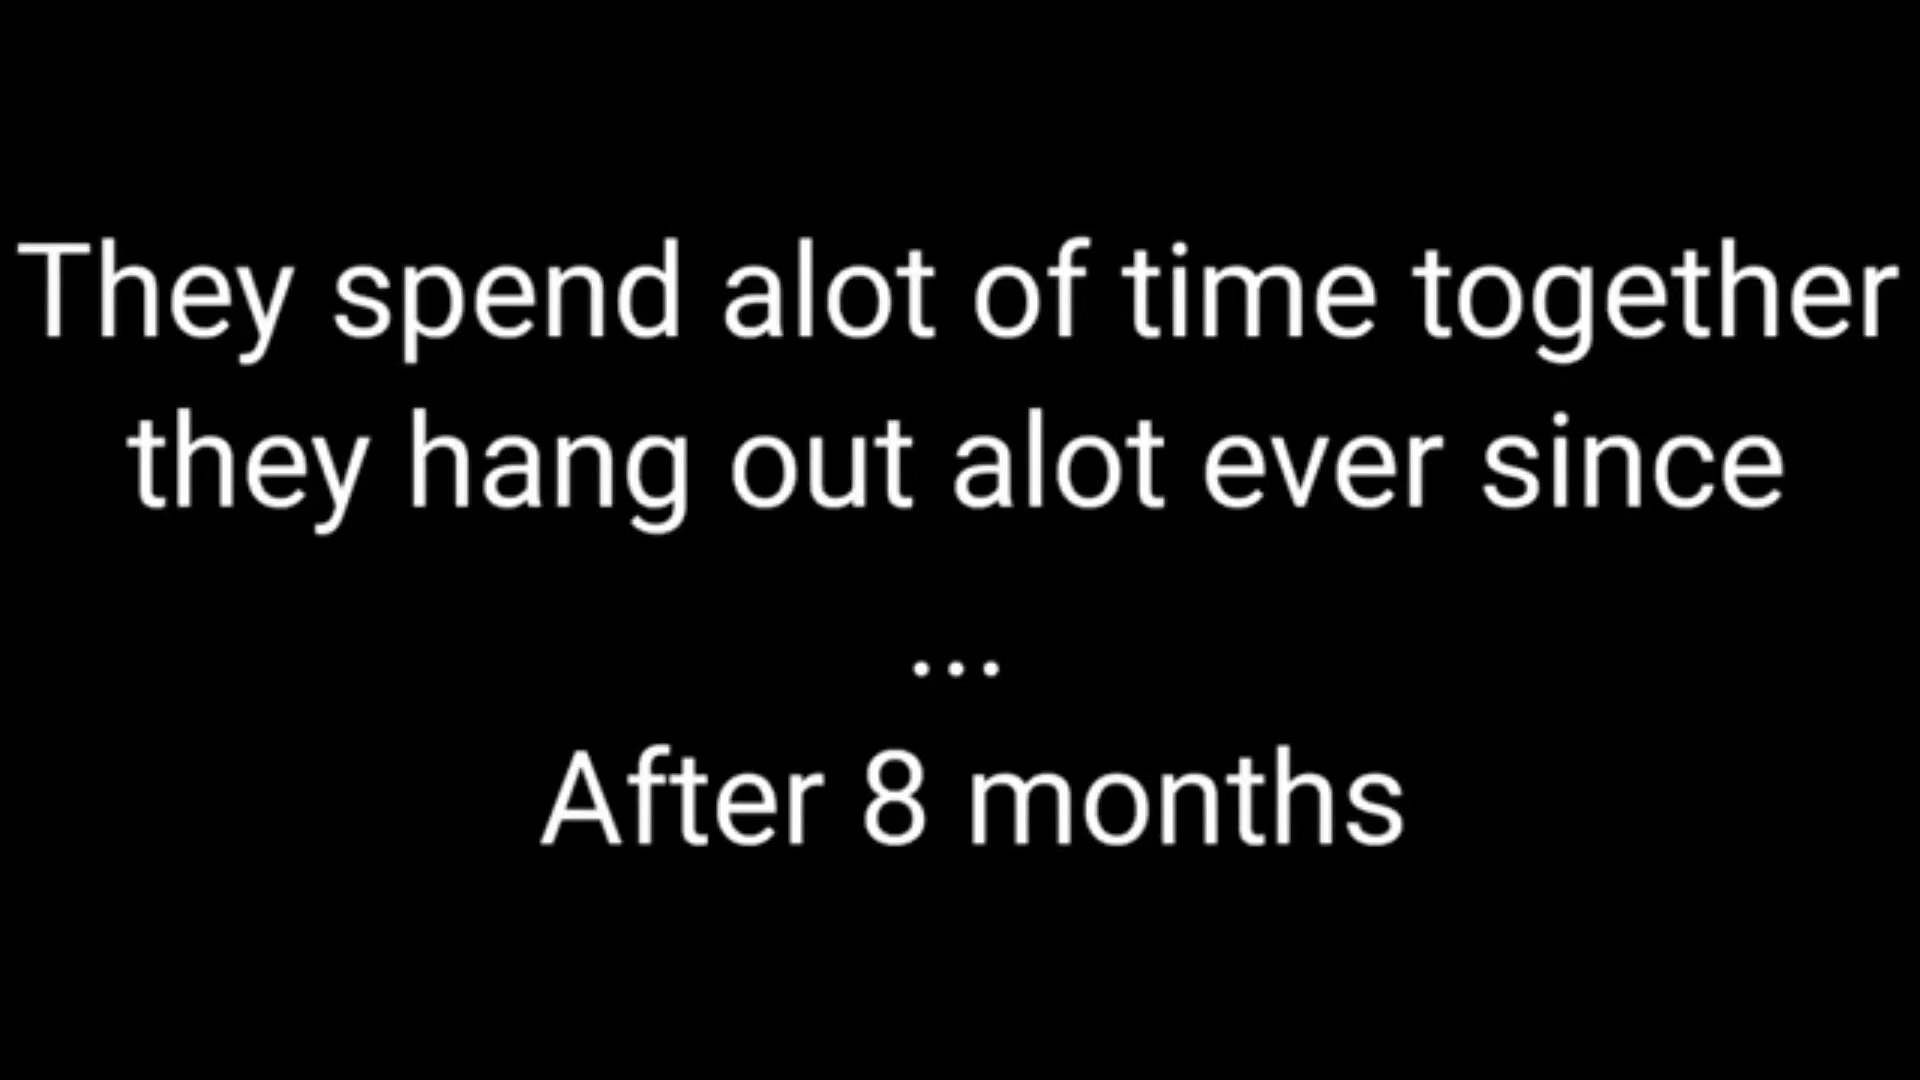 They spend alot of time together
they hang out alot ever since
...
After 8 months